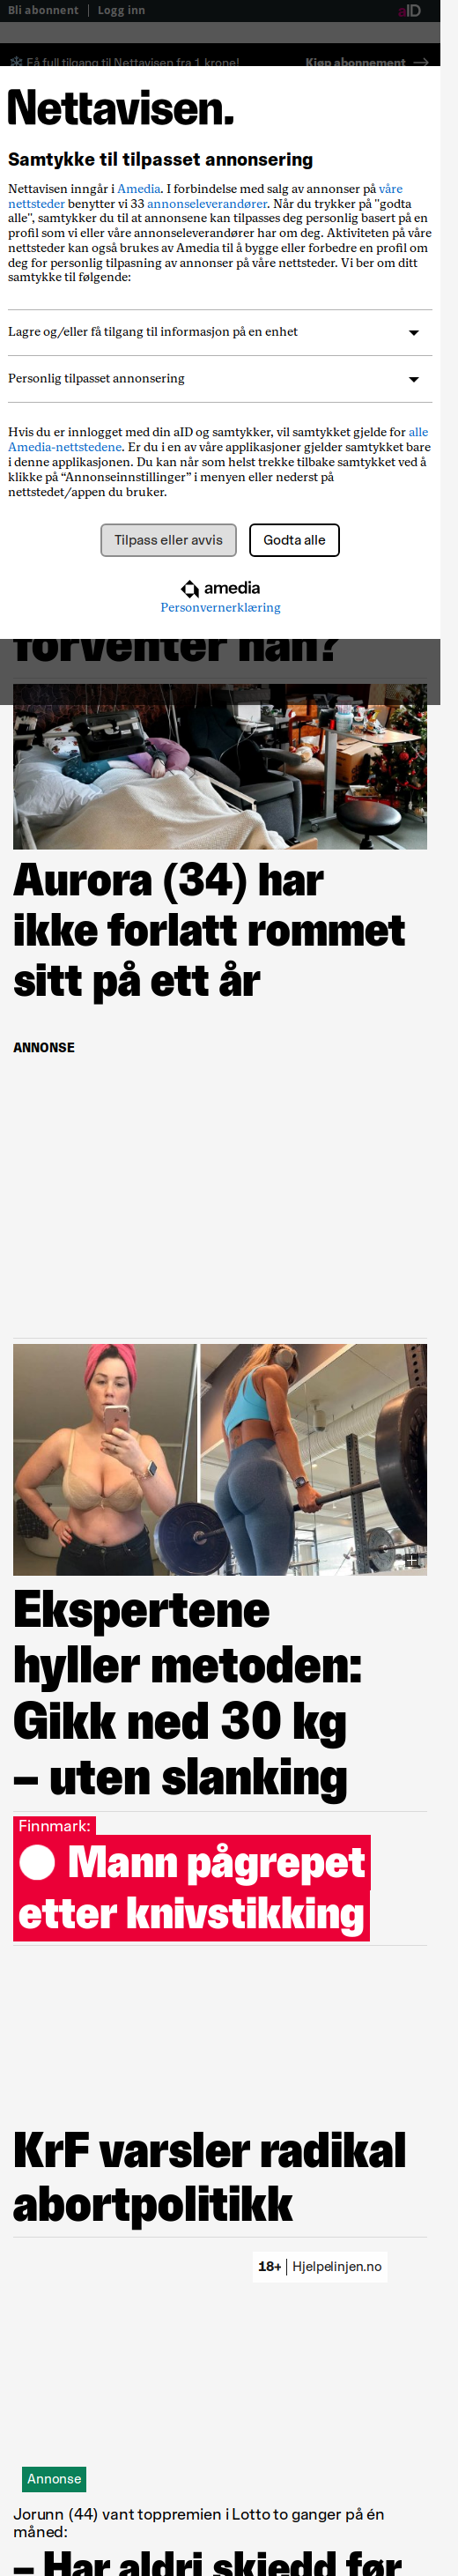 Bli abonnent | Logg inn
aID
Få full tilgang til Nettavisen fra 1 krone!
Kjøp abonnement
Nettavisen.
Samtykke til tilpasset annonsering
Nettavisen inngår i Amedia. I forbindelse med salg av annonser på våre
nettsteder benytter vi 33 annonseleverandører. Når du trykker på "godta
alle", samtykker du til at annonsene kan tilpasses deg personlig basert på en
profil som vi eller våre annonseleverandører har om deg. Aktiviteten på våre
nettsteder kan også brukes av Amedia til å bygge eller forbedre en profil om
deg for personlig tilpasning av annonser på våre nettsteder. Vi ber om ditt
samtykke til følgende:
Lagre og/eller få tilgang til informasjon på en enhet
Personlig tilpasset annonsering
Hvis du er innlogget med din aID og samtykker, vil samtykket gjelde for alle
Amedia-nettstedene. Er du i en av våre applikasjoner gjelder samtykket bare
i denne applikasjonen. Du kan når som helst trekke tilbake samtykket ved å
klikke på “Annonseinnstillinger” i menyen eller nederst på
nettstedet/appen du bruker.
Tilpass eller avvis
Godta alle
amedia
Personvernerklæring
forventer han?
Aurora (34) har
ikke forlatt rommet
sitt på ett år
ANNONSE
Ekspertene
hyller metoden:
Gikk ned 30 kg
– uten slanking
Finnmark:
Mann pågrepet
etter knivstikking
KrF varsler radikal
abortpolitikk
18+ | Hjelpelinjen.no
Annonse
Jorunn (44) vant toppremien i Lotto to ganger på én
måned:
– Har aldri skjedd før